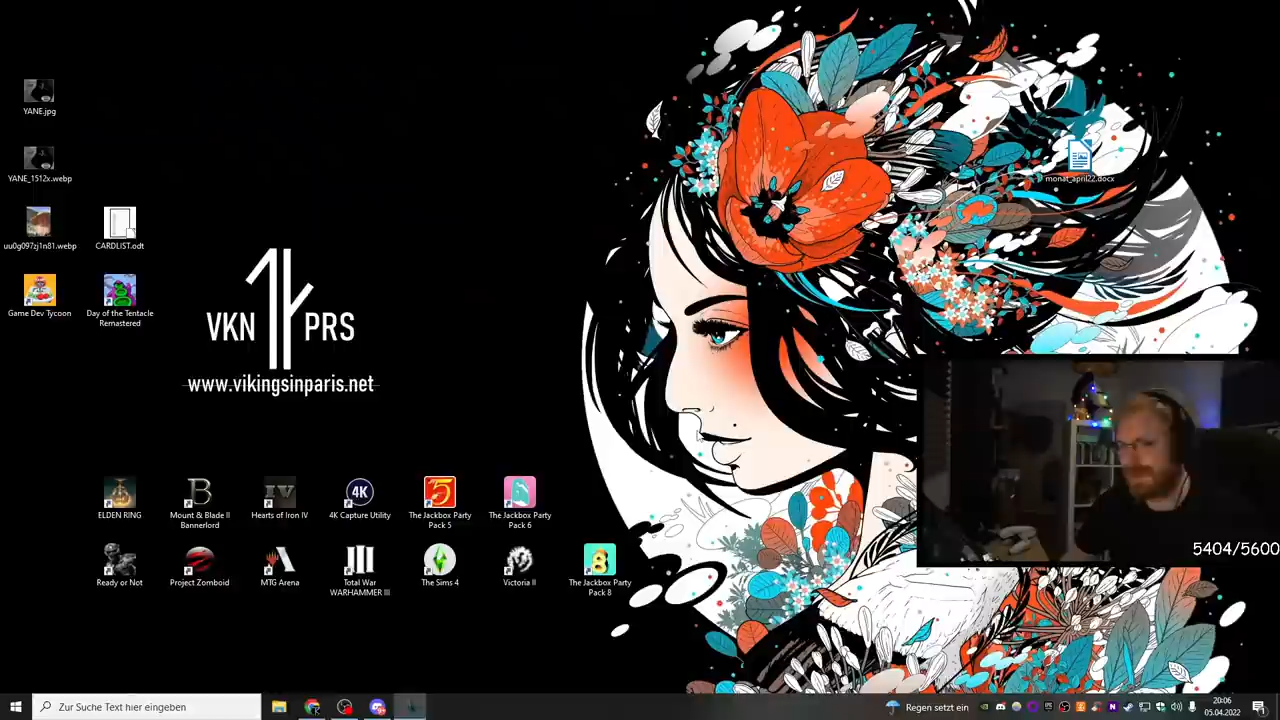 YANE.jpg
YANE_1512x.webp
uu0g097zj1n81.webp
CARDLIST.odt
Game Dev Tycoon
Day of the Tentacle
Remastered
monat_april22.docx
VKN PRS
www.vikingsinparis.net
ELDEN RING
Mount & Blade II
Bannerlord
Hearts of Iron IV
4K Capture Utility
The Jackbox Party
Pack 5
The Jackbox Party
Pack 6
5404/5600
Ready or Not
Project Zomboid
MTG Arena
Total War
WARHAMMER III
The Sims 4
Victoria II
The Jackbox Party
Pack 8
Zur Suche Text hier eingeben
Regen setzt ein
20:06
05.04.2022